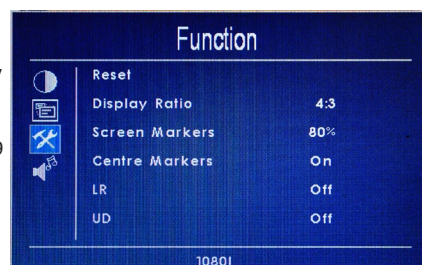 Function
Reset
Display Ratio 4:3
Screen Markers 80%
Centre Markers On
LR Off
UD Off
1080I